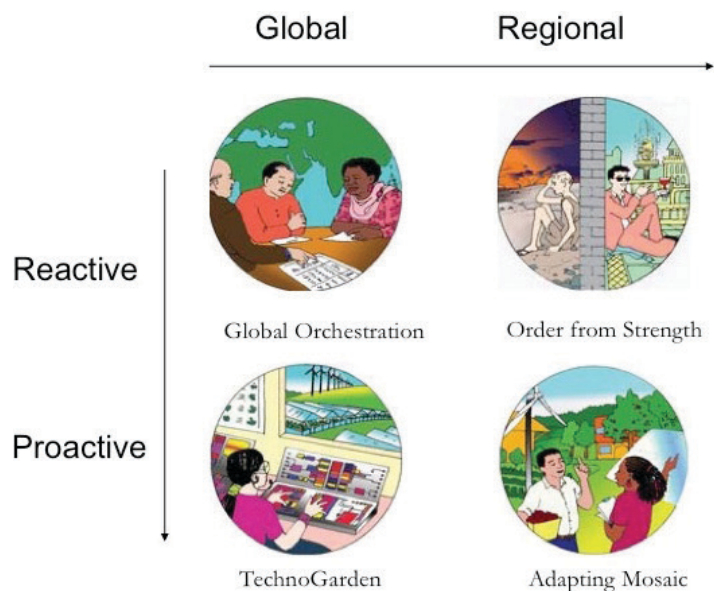 Global Regional
Reactive
Global Orchestration Order from Strength
Proactive
TechnoGarden Adapting Mosaic